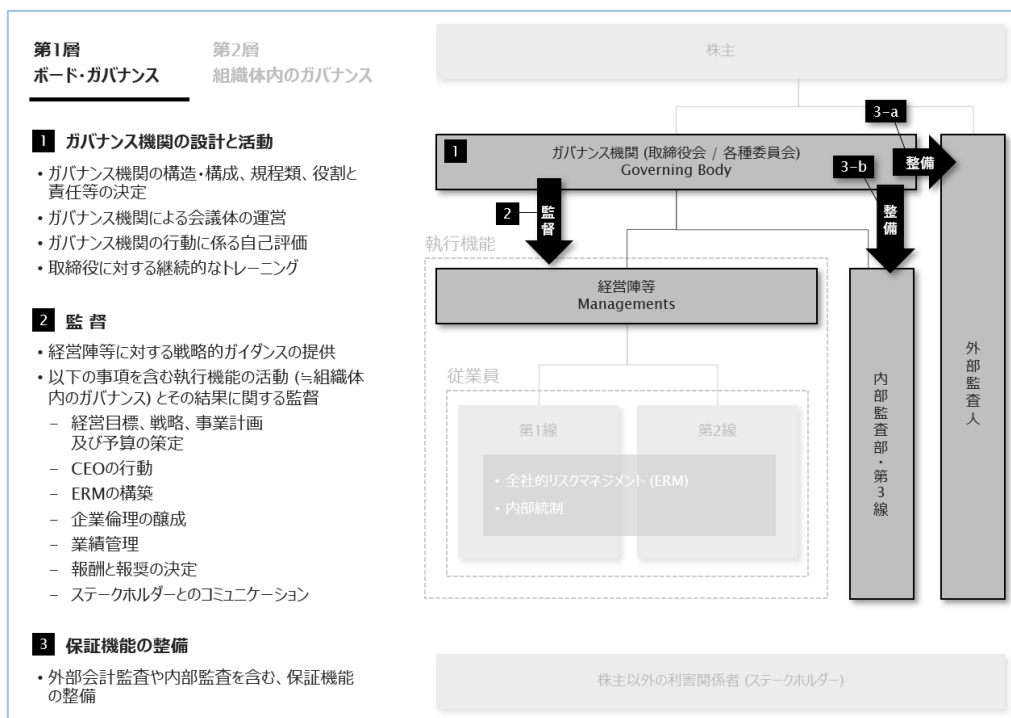 第1層
ボード・ガバナンス
第2層
組織体内のガバナンス
1 ガバナンス機関の設計と活動
・ガバナンス機関の構造・構成、規程類、役割と
責任等の決定
・ガバナンス機関による会議体の運営
・ガバナンス機関の行動に係る自己評価
・取締役に対する継続的なトレーニング
2 監 督
・経営陣等に対する戦略的ガイダンスの提供
・以下の事項を含む執行機能の活動 (≒組織体
内のガバナンス) とその結果に関する監督
– 経営目標、戦略、事業計画
及び予算の策定
– CEOの行動
– ERMの構築
– 企業倫理の醸成
– 業績管理
– 報酬と報奨の決定
– ステークホルダーとのコミュニケーション
3 保証機能の整備
・外部会計監査や内部監査を含む、保証機能
の整備
株主
3-a
1
ガバナンス機関 (取締役会 / 各種委員会)
Governing Body
3-b
整備
2
監督
整備
執行機能
経営陣等
Managements
従業員
第1線
第2線
・全社的リスクマネジメント (ERM)
・内部統制
内部監査部・第3線
外部監査人
株主以外の利害関係者 (ステークホルダー)